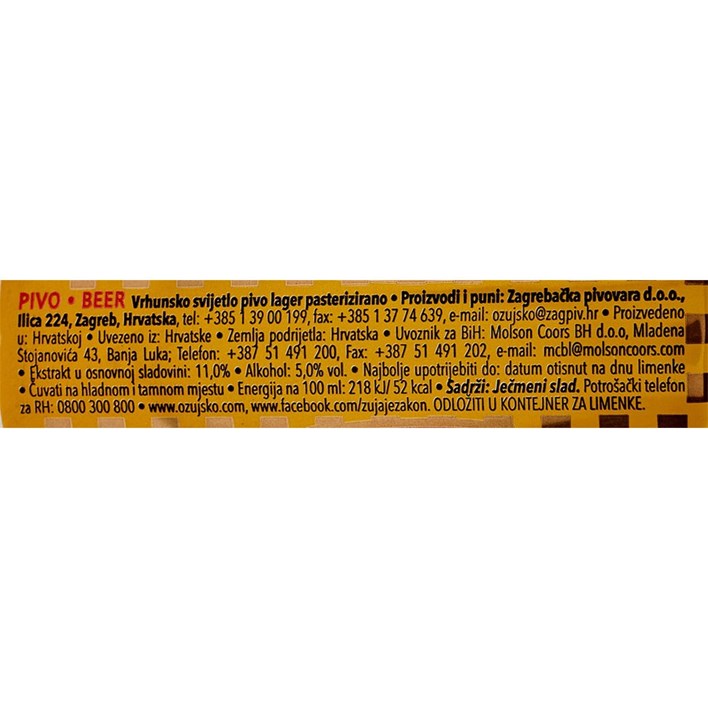 PIVO • BEER Vrhunsko svijetlo pivo lager pasterizirano • Proizvodi i puni: Zagrebačka pivovara d.o.o.,
Ilica 224, Zagreb, Hrvatska, tel: +385 1 39 00 199, fax: +385 1 37 74 639, e-mail: ozujsko@zagpiv.hr • Proizvedeno
u: Hrvatskoj • Uvezeno iz: Hrvatske • Zemlja podrijetla: Hrvatska • Uvoznik za BiH: Molson Coors BH d.o.o, Mladena
Stojanovića 43, Banja Luka; Telefon: +387 51 491 200, Fax: +387 51 491 202, e-mail: mcbl@molsoncoors.com
• Ekstrakt u osnovnoj sladovini: 11,0% • Alkohol: 5,0% vol. • Najbolje upotrijebiti do: datum otisnut na dnu limenke
• Čuvati na hladnom i tamnom mjestu • Energija na 100 ml: 218 kJ/ 52 kcal • Sadrži: Ječmeni slad. Potrošački telefon
za RH: 0800 300 800 • www.ozujsko.com, www.facebook.com/zujajezakon. ODLOŽITI U KONTEJNER ZA LIMENKE.